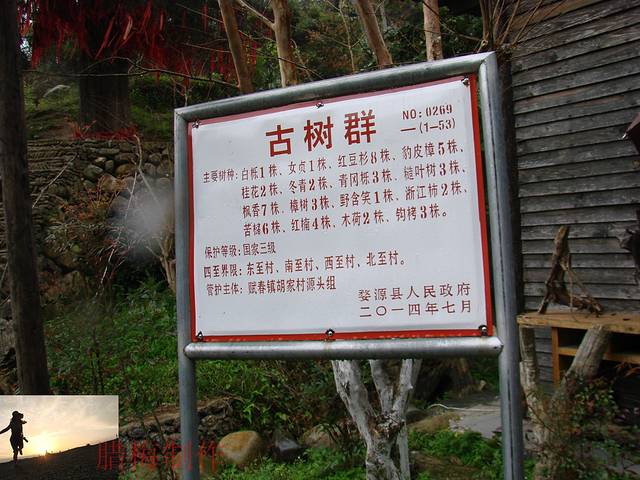 古树群
NO: 0269
—(1—53)
主要树种: 白栎1株、女贞1株、红豆杉8株、豹皮樟5株、
桂花2株、冬青2株、青冈栎3株、糙叶树3株、
枫香7株、樟树3株、野含笑1株、浙江柿2株、
苦槠6株、红楠4株、木荷2株、钩栲3株。
保护等级: 国家三级
四至界限: 东至村、南至村、西至村、北至村。
管护主体: 赋春镇胡家村源头组
婺源县人民政府
二〇一四年七月
腊梅制作